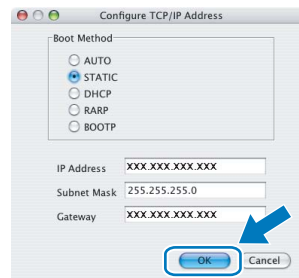 Configure TCP/IP Address
Boot Method
AUTO
STATIC
DHCP
RARP
BOOTP
IP Address XXX.XXX.XXX.XXX
Subnet Mask 255.255.255.0
Gateway XXX.XXX.XXX.XXX
OK Cancel